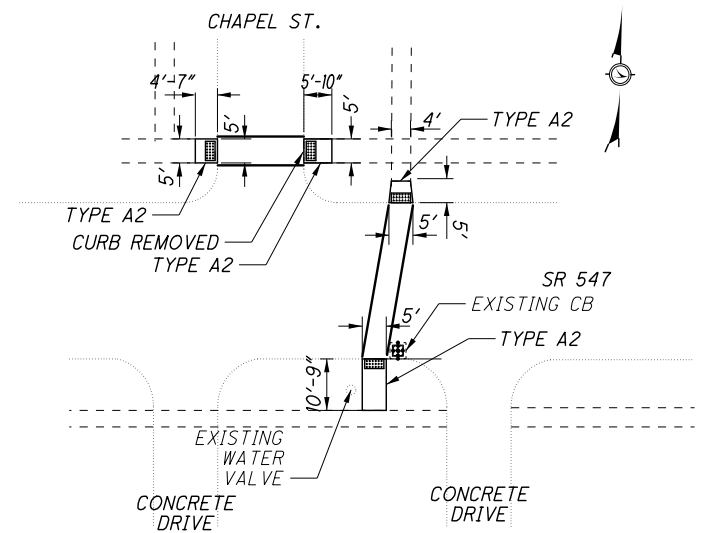 CHAPEL ST.
4'-7"
5'-10"
5'
5'
4'
TYPE A2
5'
TYPE A2
CURB REMOVED
TYPE A2
5'
5'
SR 547
EXISTING CB
5'
TYPE A2
10'-9"
EXISTING
WATER
VALVE
CONCRETE
DRIVE
CONCRETE
DRIVE